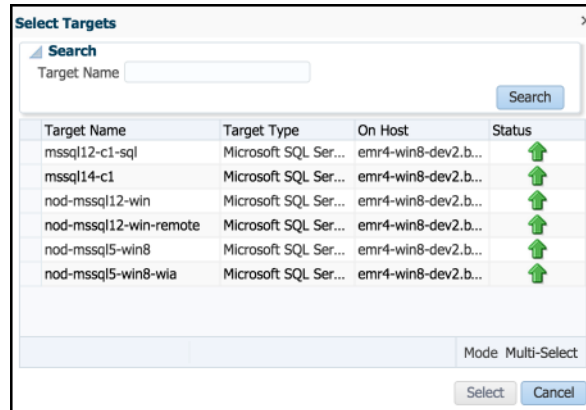 Select Targets
Search
Target Name
Search
Target Name Target Type On Host Status
mssql12-c1-sql Microsoft SQL Ser... emr4-win8-dev2.b...
mssql14-c1 Microsoft SQL Ser... emr4-win8-dev2.b...
nod-mssql12-win Microsoft SQL Ser... emr4-win8-dev2.b...
nod-mssql12-win-remote Microsoft SQL Ser... emr4-win8-dev2.b...
nod-mssql5-win8 Microsoft SQL Ser... emr4-win8-dev2.b...
nod-mssql5-win8-wia Microsoft SQL Ser... emr4-win8-dev2.b...
Mode Multi-Select
Select Cancel